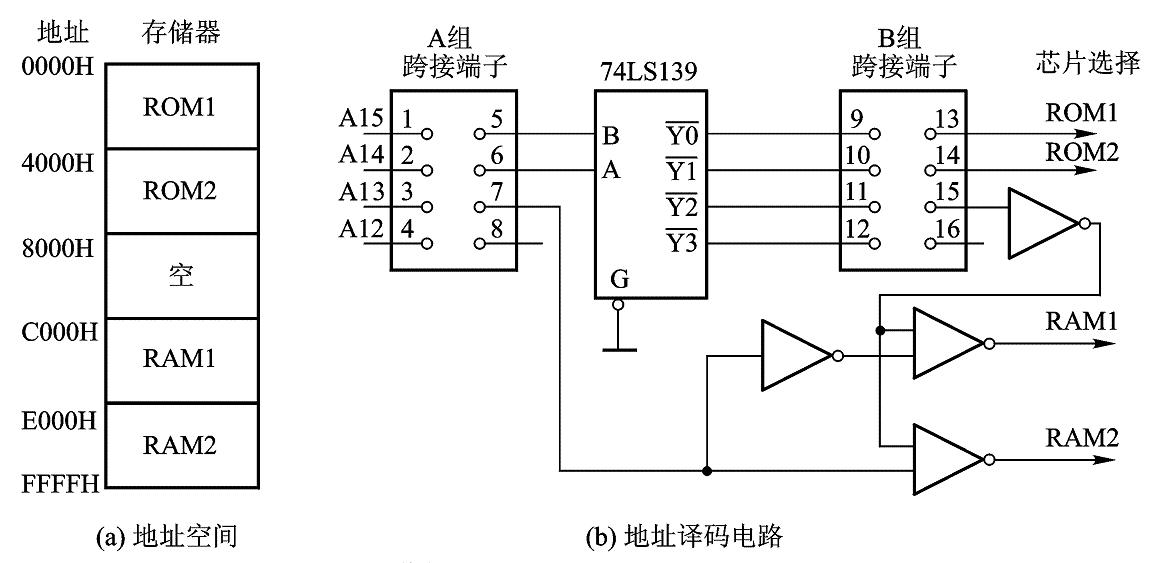 地址 存储器
0000H
ROM1
4000H
ROM2
8000H
空
C000H
RAM1
E000H
RAM2
FFFFH
(a) 地址空间
A组
跨接端子
A15 1 5
A14 2 6
A13 3 7
A12 4 8
74LS139
B Y0
A Y1
Y2
Y3
G
B组
跨接端子
9 13
10 14
11 15
12 16
芯片选择
ROM1
ROM2
RAM1
RAM2
(b) 地址译码电路